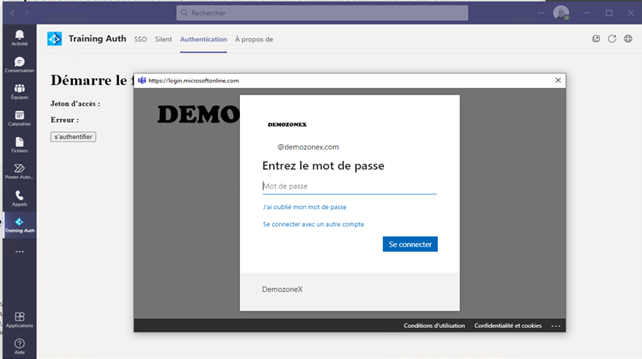 Rechercher
Activité
Conversation
Équipes
Calendrier
Fichiers
Power Auto...
Appels
Training Auth
Applications
Aide
Training Auth SSO Silent Authentication À propos de
Démarre le f
Jeton d'accès :
Erreur :
s'authentifier
https://login.microsoftonline.com
DEMO
DEMOZONEX
@demozonex.com
Entrez le mot de passe
Mot de passe
J'ai oublié mon mot de passe
Se connecter avec un autre compte
Se connecter
DemozoneX
Conditions d'utilisation Confidentialité et cookies ...